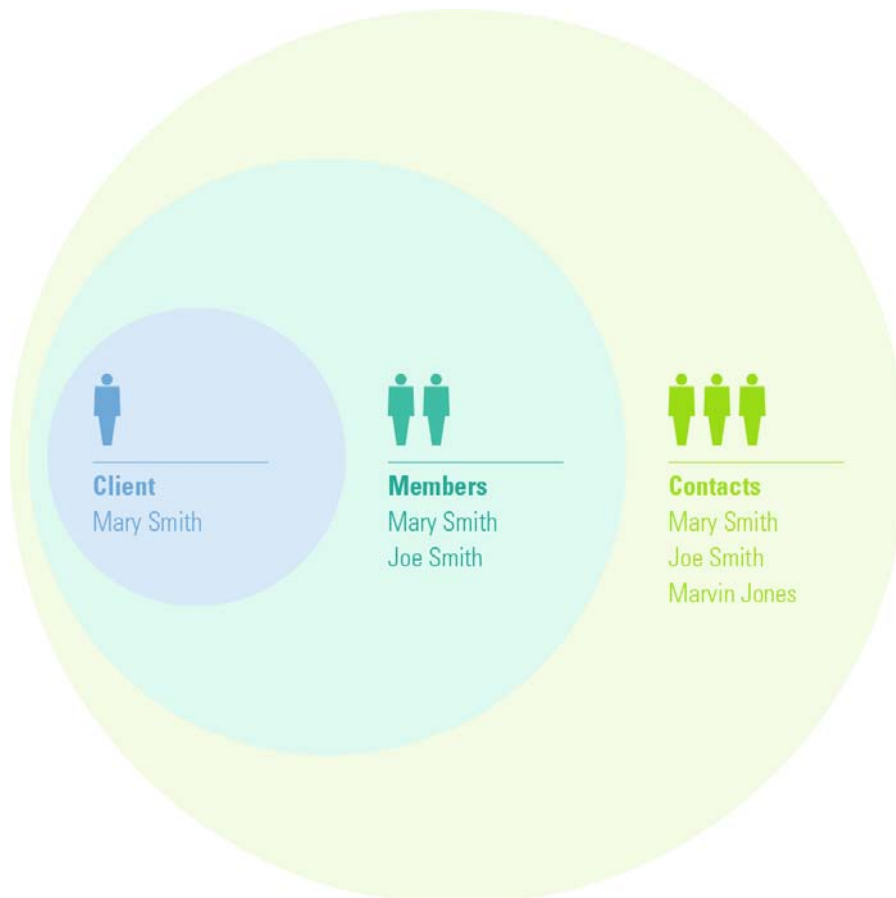 Client
Mary Smith
Members
Mary Smith
Joe Smith
Contacts
Mary Smith
Joe Smith
Marvin Jones